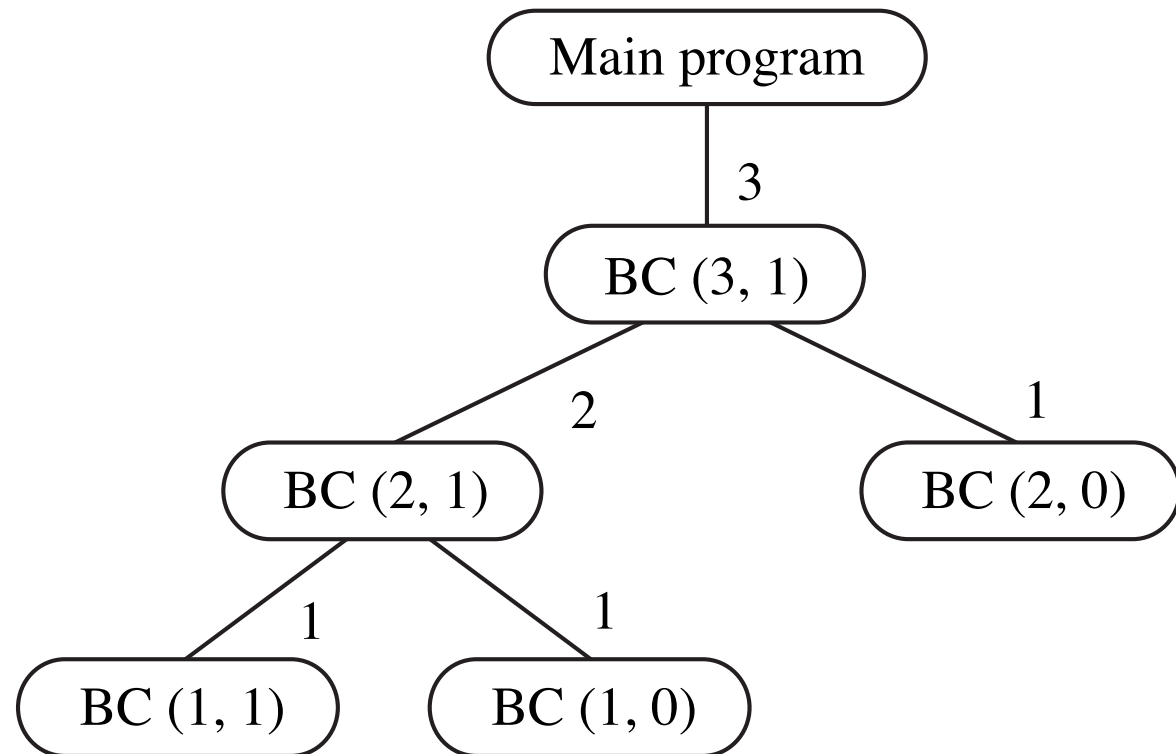 Main program
3
BC (3, 1)
2
1
BC (2, 1)
BC (2, 0)
1
1
BC (1, 1)
BC (1, 0)